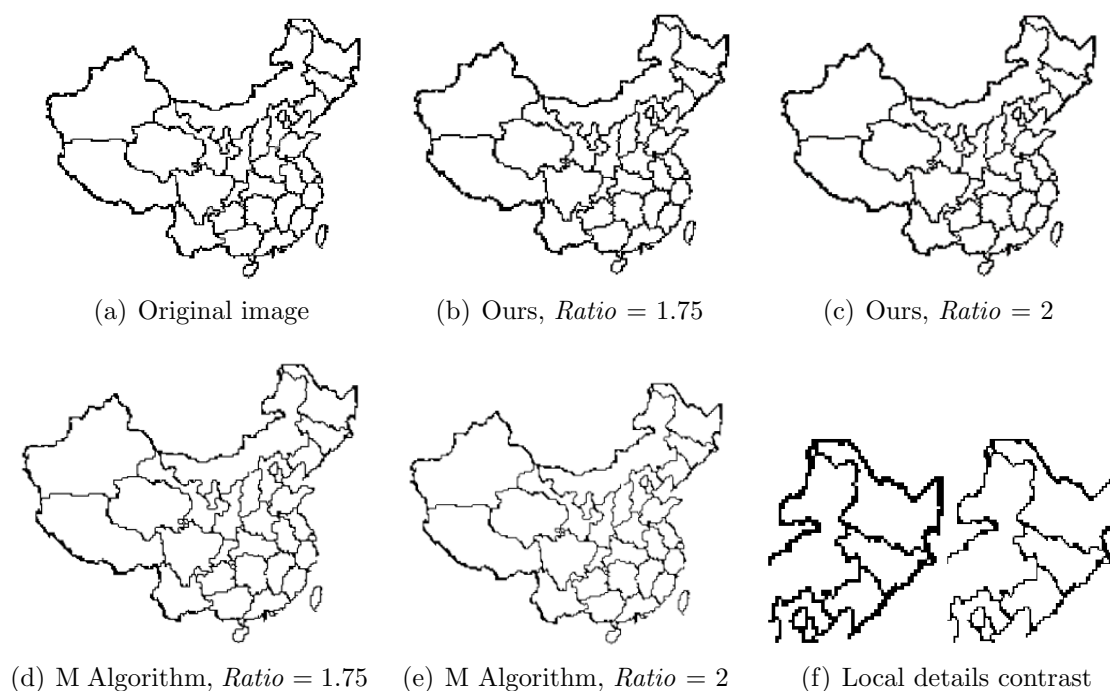 (a) Original image
(b) Ours, Ratio = 1.75
(c) Ours, Ratio = 2
(d) M Algorithm, Ratio = 1.75
(e) M Algorithm, Ratio = 2
(f) Local details contrast